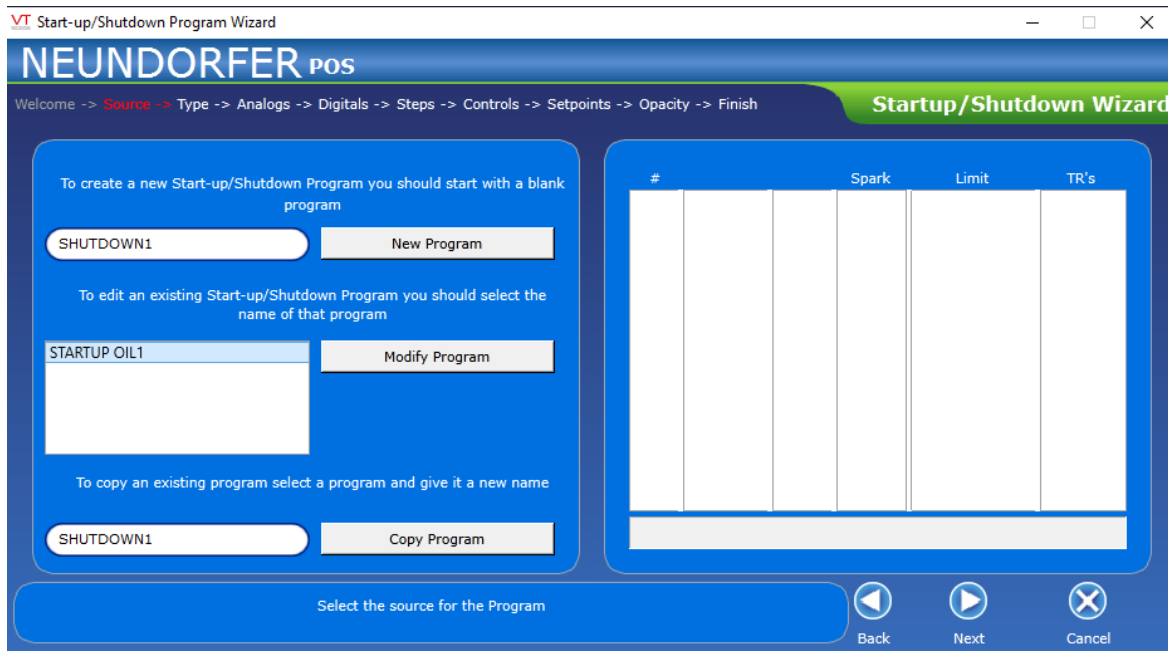 VT Start-up/Shutdown Program Wizard
NEUNDORFER POS
Welcome -> Source -> Type -> Analogs -> Digitals -> Steps -> Controls -> Setpoints -> Opacity -> Finish
Startup/Shutdown Wizard
To create a new Start-up/Shutdown Program you should start with a blank
program
SHUTDOWN1
New Program
To edit an existing Start-up/Shutdown Program you should select the
name of that program
STARTUP OIL1
Modify Program
To copy an existing program select a program and give it a new name
SHUTDOWN1
Copy Program
# Spark Limit TR's
Select the source for the Program
Back Next Cancel